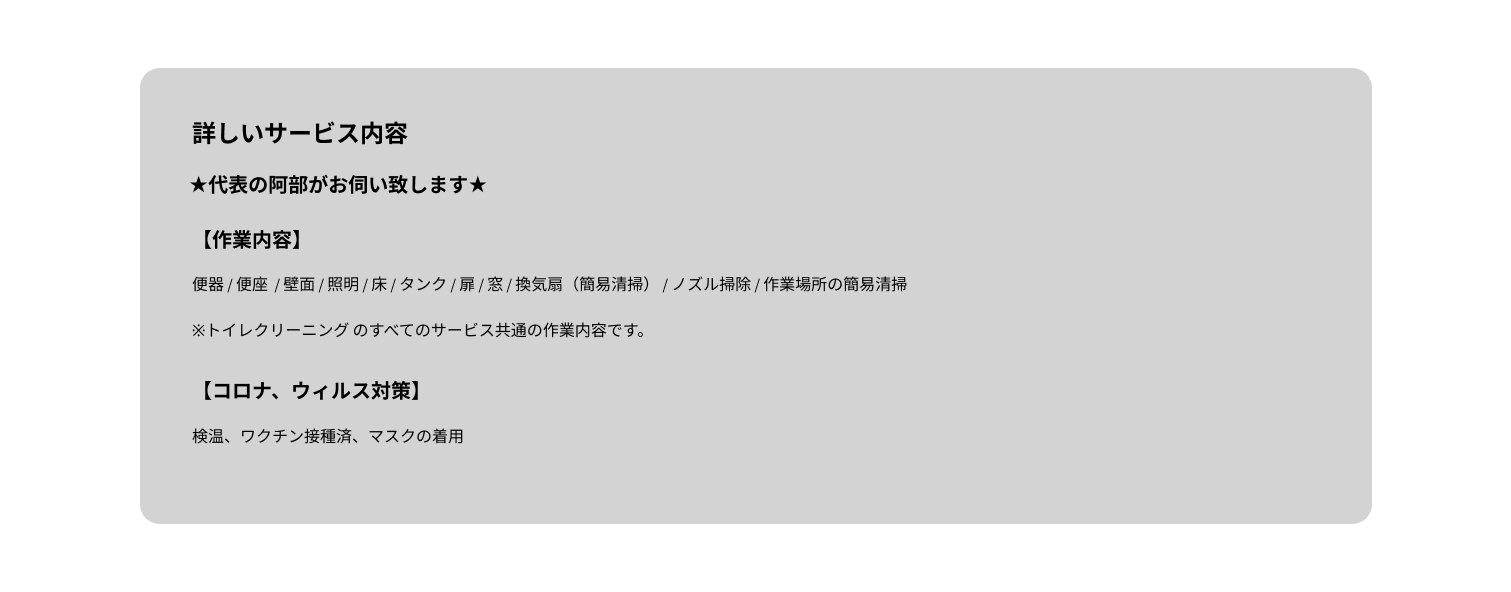 詳しいサービス内容
★代表の阿部がお伺い致します★
【作業内容】
便器 / 便座 / 壁面 / 照明 / 床 / タンク / 扉 / 窓 / 換気扇（簡易清掃） / ノズル掃除 / 作業場所の簡易清掃
※トイレクリーニング のすべてのサービス共通の作業内容です。
【コロナ、ウィルス対策】
検温、ワクチン接種済、マスクの着用